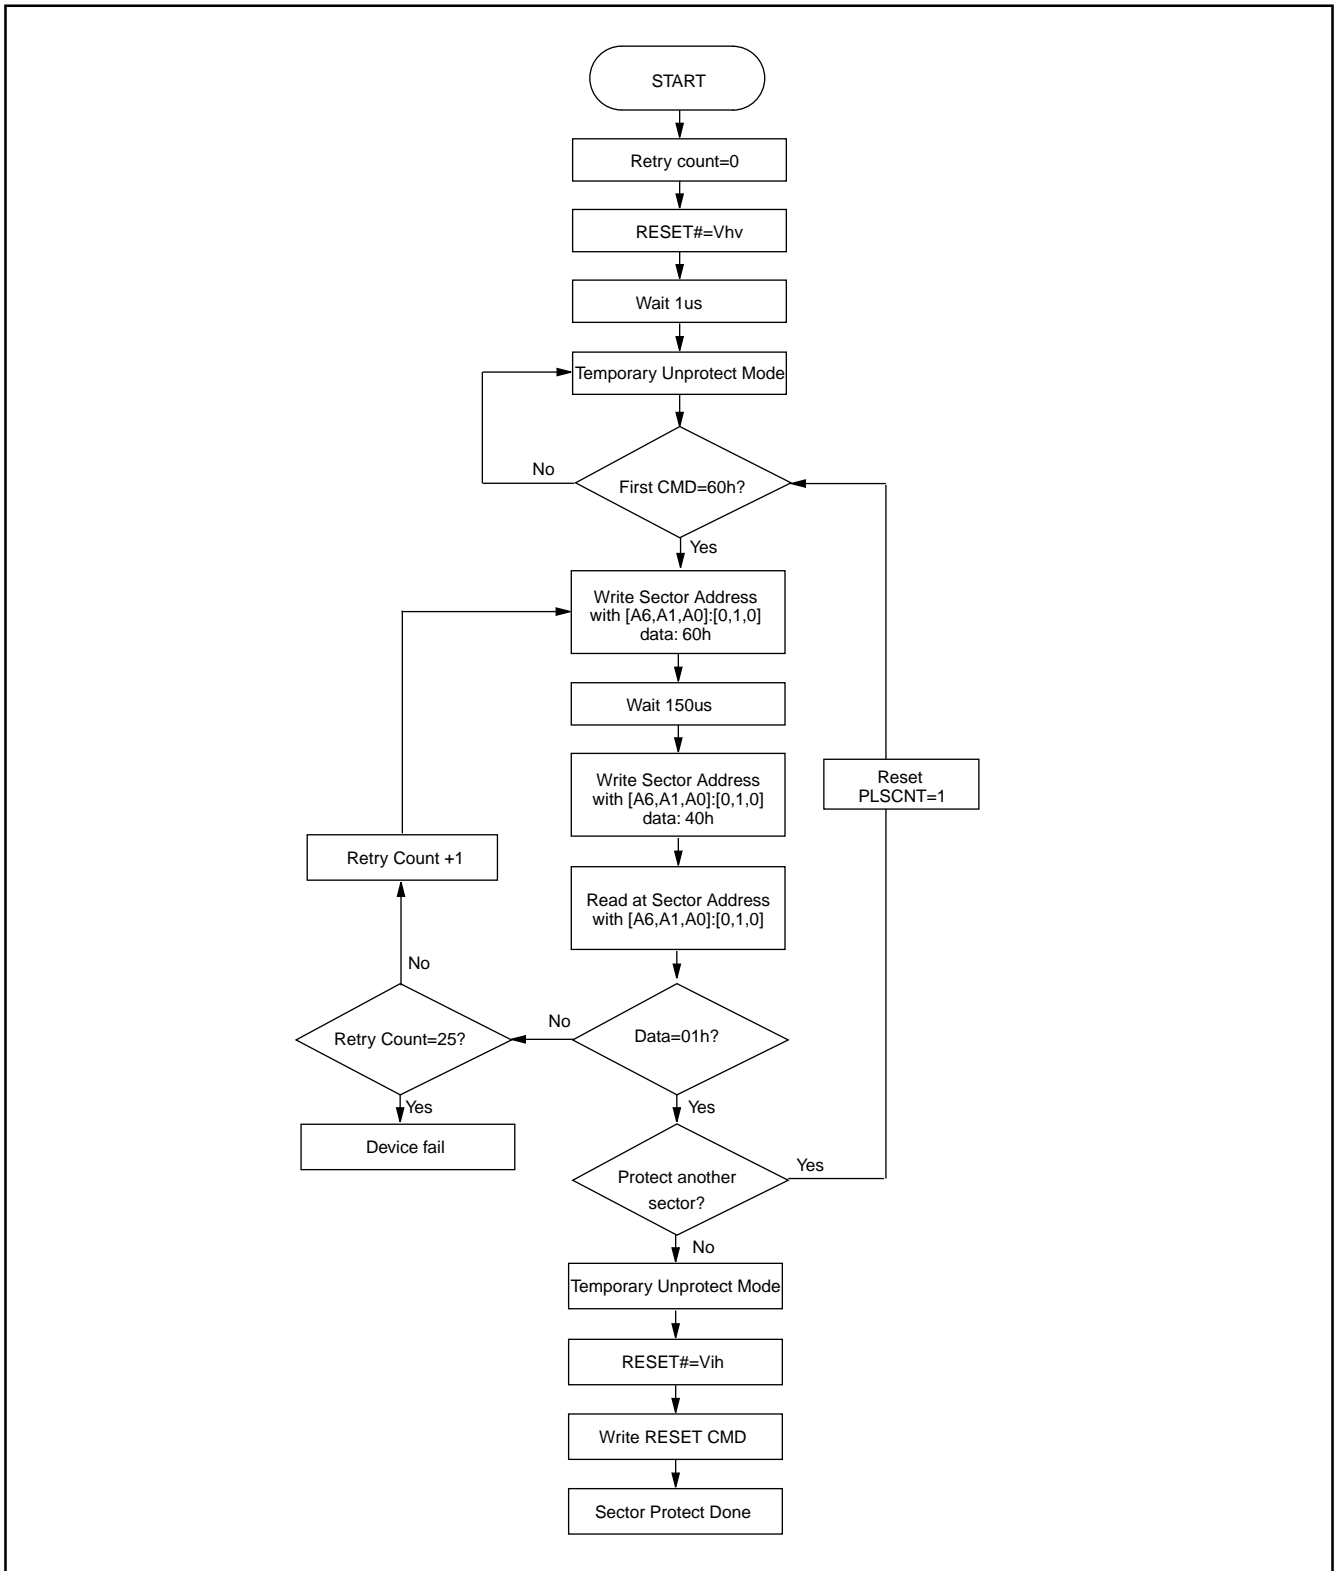 START
Retry count=0
RESET#=Vhv
Wait 1us
Temporary Unprotect Mode
No
First CMD=60h?
Yes
Write Sector Address
with [A6,A1,A0]:[0,1,0]
data: 60h
Wait 150us
Write Sector Address
with [A6,A1,A0]:[0,1,0]
data: 40h
Reset
PLSCNT=1
Retry Count +1
Read at Sector Address
with [A6,A1,A0]:[0,1,0]
No
No
Retry Count=25?
Data=01h?
Yes
Yes
Device fail
Yes
Protect another
sector?
No
Temporary Unprotect Mode
RESET#=Vih
Write RESET CMD
Sector Protect Done